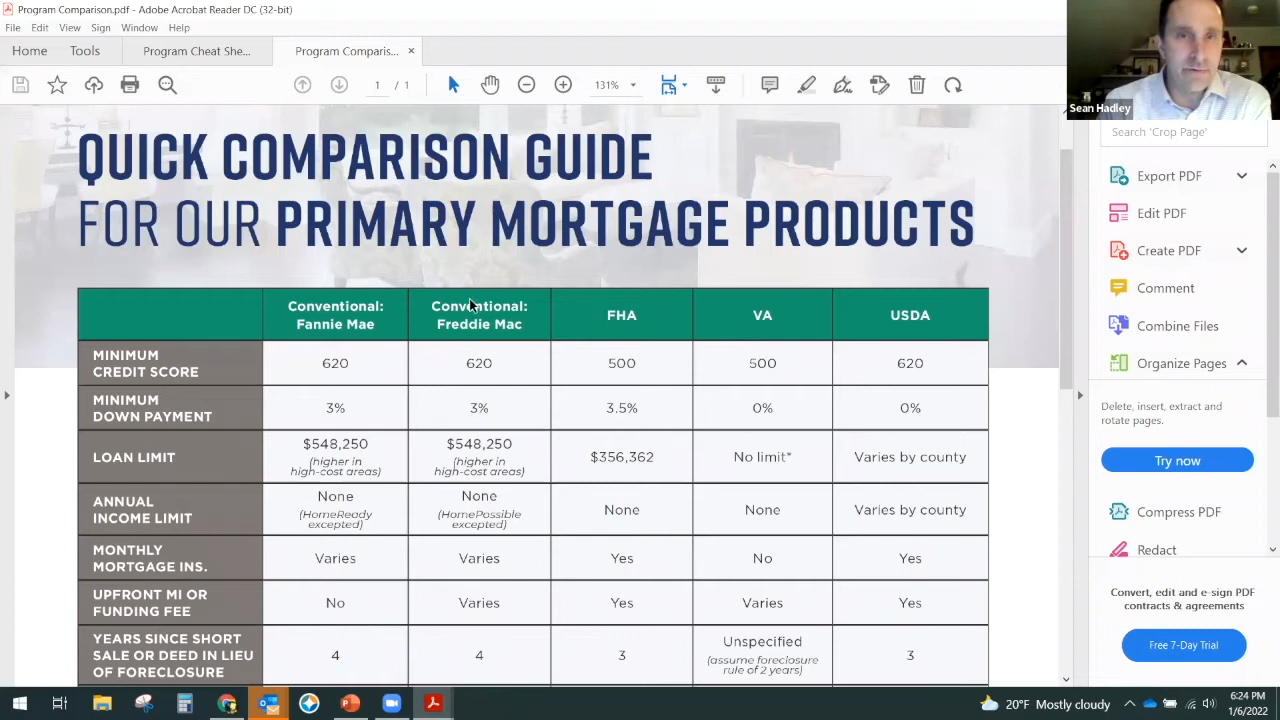 Program Comparison.pdf - Adobe Acrobat Reader DC (32-bit)
File Edit View Sign Window Help
Home Tools Program Cheat She... Program Comparis... ×
1 / 1 131%
Sean Hadley
Search 'Crop Page'
QUICK COMPARISON GUIDE
FOR OUR PRIMARY MORTGAGE PRODUCTS
Conventional: Fannie Mae Conventional: Freddie Mac FHA VA USDA
MINIMUM CREDIT SCORE 620 620 500 500 620
MINIMUM DOWN PAYMENT 3% 3% 3.5% 0% 0%
LOAN LIMIT $548,250 (higher in high-cost areas) $548,250 (higher in high-cost areas) $356,362 No limit* Varies by county
ANNUAL INCOME LIMIT None (HomeReady excepted) None (HomePossible excepted) None None Varies by county
MONTHLY MORTGAGE INS. Varies Varies Yes No Yes
UPFRONT MI OR FUNDING FEE No Varies Yes Varies Yes
YEARS SINCE SHORT SALE OR DEED IN LIEU OF FORECLOSURE 4 4 3 Unspecified (assume foreclosure rule of 2 years) 3
Export PDF
Edit PDF
Create PDF
Comment
Combine Files
Organize Pages
Delete, insert, extract and
rotate pages.
Try now
Compress PDF
Redact
Convert, edit and e-sign PDF
contracts & agreements
Free 7-Day Trial
20°F Mostly cloudy
6:24 PM
1/6/2022